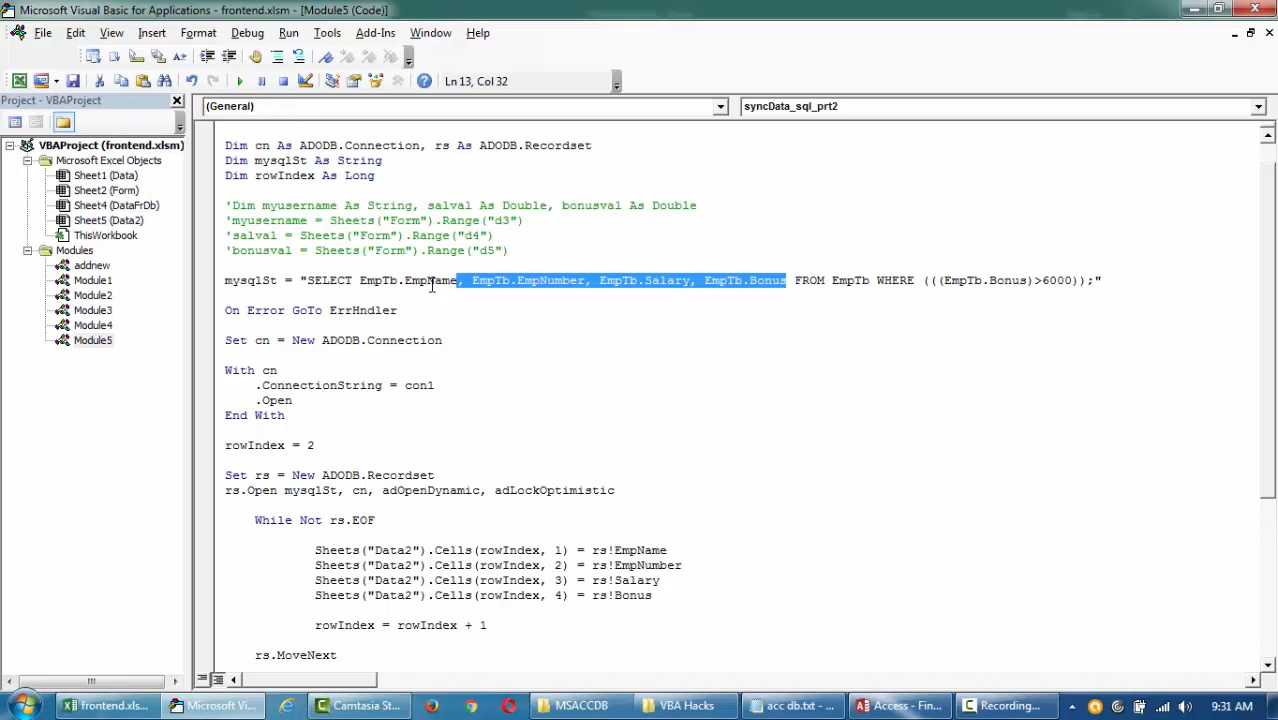 Microsoft Visual Basic for Applications - frontend.xlsm - [Module5 (Code)]
File Edit View Insert Format Debug Run Tools Add-Ins Window Help
Ln 13, Col 32
Project - VBAProject
(General)
syncData_sql_prt2
VBAProject (frontend.xlsm)
Microsoft Excel Objects
Sheet1 (Data)
Sheet2 (Form)
Sheet4 (DataFrDb)
Sheet5 (Data2)
ThisWorkbook
Modules
addnew
Module1
Module2
Module3
Module4
Module5
Dim cn As ADODB.Connection, rs As ADODB.Recordset
Dim mysqlSt As String
Dim rowIndex As Long
'Dim myusername As String, salval As Double, bonusval As Double
'myusername = Sheets("Form").Range("d3")
'salval = Sheets("Form").Range("d4")
'bonusval = Sheets("Form").Range("d5")
mysqlSt = "SELECT EmpTb.EmpName, EmpTb.EmpNumber, EmpTb.Salary, EmpTb.Bonus FROM EmpTb WHERE (((EmpTb.Bonus)>6000));"
On Error GoTo ErrHndler
Set cn = New ADODB.Connection
With cn
.ConnectionString = con1
.Open
End With
rowIndex = 2
Set rs = New ADODB.Recordset
rs.Open mysqlSt, cn, adOpenDynamic, adLockOptimistic
While Not rs.EOF
Sheets("Data2").Cells(rowIndex, 1) = rs!EmpName
Sheets("Data2").Cells(rowIndex, 2) = rs!EmpNumber
Sheets("Data2").Cells(rowIndex, 3) = rs!Salary
Sheets("Data2").Cells(rowIndex, 4) = rs!Bonus
rowIndex = rowIndex + 1
rs.MoveNext
frontend.xls...
Microsoft Vi...
Camtasia St...
MSACCDB
VBA Hacks
acc db.txt - ...
Access - Fin...
Recording...
9:31 AM